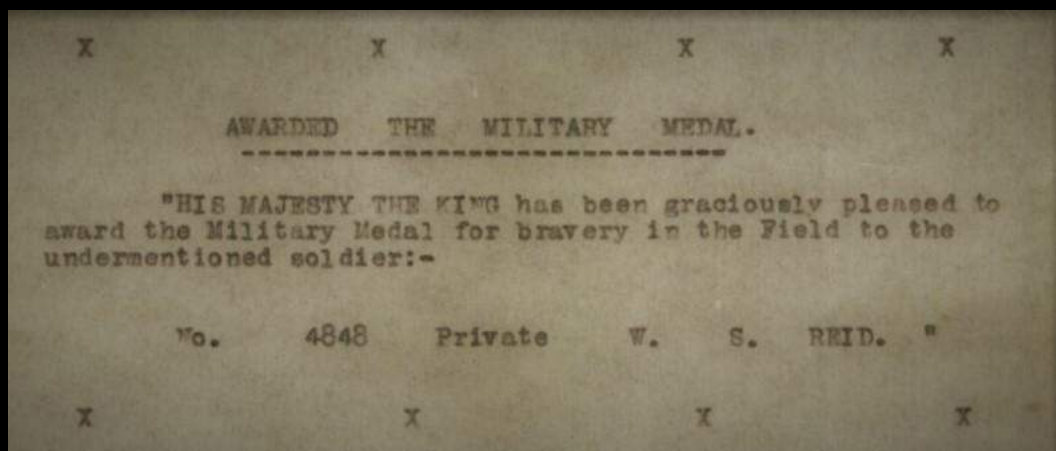 X X X X
AWARDED THE MILITARY MEDAL.
------------------------------
"HIS MAJESTY THE KING has been graciously pleased to
award the Military Medal for bravery in the Field to the
undermentioned soldier:-
No. 4848 Private W. S. REID. "
X X X X